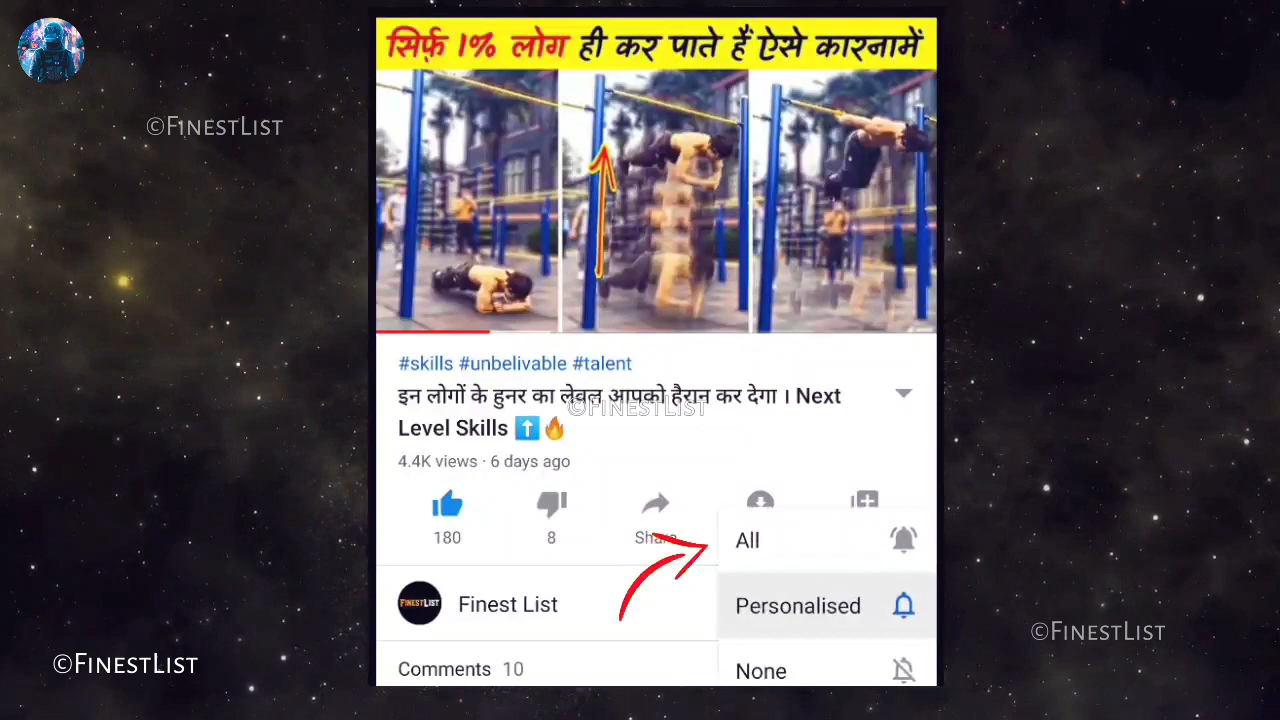 सिर्फ़ 1% लोग ही कर पाते हैं ऐसे कारनामें
©FINESTLIST
#skills #unbelivable #talent
इन लोगों के हुनर का लेवल आपको हैरान कर देगा । Next
Level Skills
©FINESTLIST
4.4K views · 6 days ago
180
8
Share
All
FINESTLIST
Finest List
Personalised
©FINESTLIST
Comments 10
None
©FINESTLIST